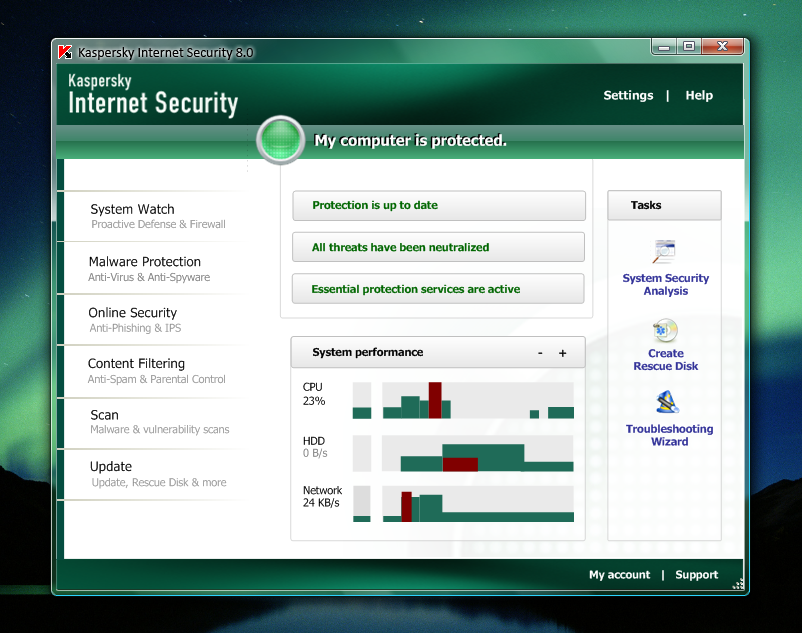 Kaspersky Internet Security 8.0
Kaspersky
Internet Security
Settings | Help
My computer is protected.
System Watch
Proactive Defense & Firewall
Malware Protection
Anti-Virus & Anti-Spyware
Online Security
Anti-Phishing & IPS
Content Filtering
Anti-Spam & Parental Control
Scan
Malware & vulnerability scans
Update
Update, Rescue Disk & more
Protection is up to date
All threats have been neutralized
Essential protection services are active
System performance - +
CPU
23%
HDD
0 B/s
Network
24 KB/s
Tasks
System Security
Analysis
Create
Rescue Disk
Troubleshooting
Wizard
My account | Support